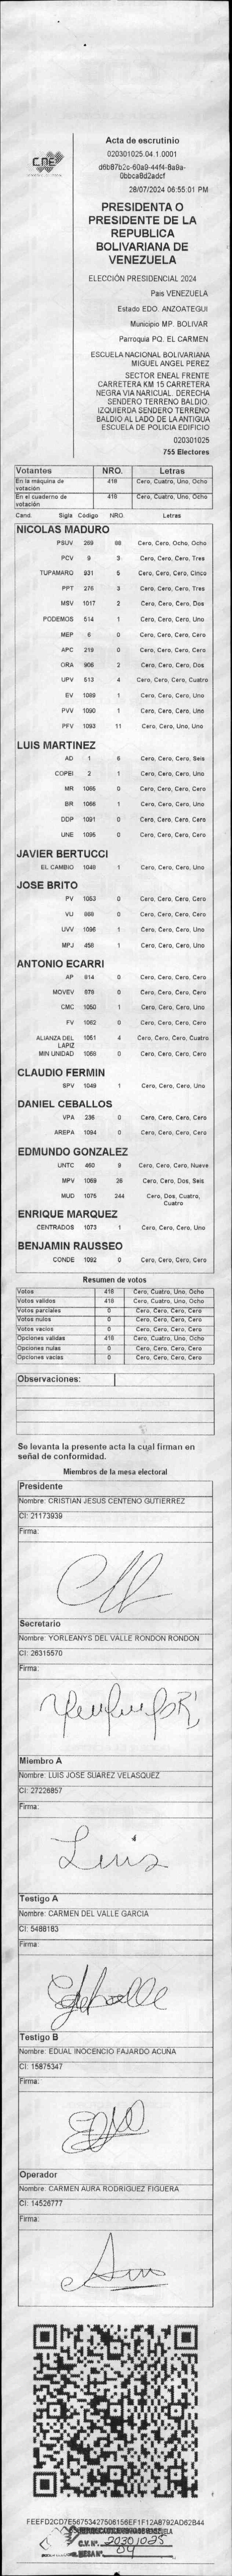 CNE
Acta de escrutinio
020301025.04.1.0001
d6b87b2c-60a9-44f4-8a9a-
0bbca8d2adcf
28/07/2024 06:55:01 PM
PRESIDENTA O
PRESIDENTE DE LA
REPUBLICA
BOLIVARIANA DE
VENEZUELA
ELECCIÓN PRESIDENCIAL 2024
Pais VENEZUELA
Estado EDO. ANZOATEGUI
Municipio MP. BOLIVAR
Parroquia PQ. EL CARMEN
ESCUELA NACIONAL BOLIVARIANA
MIGUEL ANGEL PEREZ
SECTOR ENEAL FRENTE
CARRETERA KM 15 CARRETERA
NEGRA VIA NARICUAL. DERECHA
SENDERO TERRENO BALDIO.
IZQUIERDA SENDERO TERRENO
BALDIO AL LADO DE LA ANTIGUA
ESCUELA DE POLICIA EDIFICIO
020301025
755 Electores
Votantes NRO. Letras
En la máquina de votación 418 Cero, Cuatro, Uno, Ocho
En el cuaderno de votación 418 Cero, Cuatro, Uno, Ocho
Cand. Sigla Código NRO. Letras
NICOLAS MADURO
PSUV 269 88 Cero, Cero, Ocho, Ocho
PCV 9 3 Cero, Cero, Cero, Tres
TUPAMARO 931 5 Cero, Cero, Cero, Cinco
PPT 276 3 Cero, Cero, Cero, Tres
MSV 1017 2 Cero, Cero, Cero, Dos
PODEMOS 514 1 Cero, Cero, Cero, Uno
MEP 6 0 Cero, Cero, Cero, Cero
APC 219 0 Cero, Cero, Cero, Cero
ORA 906 2 Cero, Cero, Cero, Dos
UPV 513 4 Cero, Cero, Cero, Cuatro
EV 1089 1 Cero, Cero, Cero, Uno
PVV 1090 1 Cero, Cero, Cero, Uno
PFV 1093 11 Cero, Cero, Uno, Uno
LUIS MARTINEZ
AD 1 6 Cero, Cero, Cero, Seis
COPEI 2 1 Cero, Cero, Cero, Uno
MR 1065 0 Cero, Cero, Cero, Cero
BR 1066 1 Cero, Cero, Cero, Uno
DDP 1091 0 Cero, Cero, Cero, Cero
UNE 1095 0 Cero, Cero, Cero, Cero
JAVIER BERTUCCI
EL CAMBIO 1048 1 Cero, Cero, Cero, Uno
JOSE BRITO
PV 1053 0 Cero, Cero, Cero, Cero
VU 868 0 Cero, Cero, Cero, Cero
UVV 1096 1 Cero, Cero, Cero, Uno
MPJ 458 1 Cero, Cero, Cero, Uno
ANTONIO ECARRI
AP 814 0 Cero, Cero, Cero, Cero
MOVEV 878 0 Cero, Cero, Cero, Cero
CMC 1050 1 Cero, Cero, Cero, Uno
FV 1062 0 Cero, Cero, Cero, Cero
ALIANZA DEL LAPIZ 1051 4 Cero, Cero, Cero, Cuatro
MIN UNIDAD 1068 0 Cero, Cero, Cero, Cero
CLAUDIO FERMIN
SPV 1049 1 Cero, Cero, Cero, Uno
DANIEL CEBALLOS
VPA 236 0 Cero, Cero, Cero, Cero
AREPA 1094 0 Cero, Cero, Cero, Cero
EDMUNDO GONZALEZ
UNTC 460 9 Cero, Cero, Cero, Nueve
MPV 1069 26 Cero, Cero, Dos, Seis
MUD 1075 244 Cero, Dos, Cuatro,
Cuatro
ENRIQUE MARQUEZ
CENTRADOS 1073 1 Cero, Cero, Cero, Uno
BENJAMIN RAUSSEO
CONDE 1092 0 Cero, Cero, Cero, Cero
Resumen de votos
Votos 418 Cero, Cuatro, Uno, Ocho
Votos validos 418 Cero, Cuatro, Uno, Ocho
Votos parciales 0 Cero, Cero, Cero, Cero
Votos nulos 0 Cero, Cero, Cero, Cero
Votos vacios 0 Cero, Cero, Cero, Cero
Opciones validas 418 Cero, Cuatro, Uno, Ocho
Opciones nulas 0 Cero, Cero, Cero, Cero
Opciones vacias 0 Cero, Cero, Cero, Cero
Observaciones:
Se levanta la presente acta la cual firman en
señal de conformidad.
Miembros de la mesa electoral
Presidente
Nombre: CRISTIAN JESUS CENTENO GUTIERREZ
CI: 21173939
Firma:
Secretario
Nombre: YORLEANYS DEL VALLE RONDON RONDON
CI: 26315570
Firma:
Miembro A
Nombre: LUIS JOSE SUAREZ VELASQUEZ
CI: 27226857
Firma:
Luis
Testigo A
Nombre: CARMEN DEL VALLE GARCIA
CI: 5488183
Firma:
Testigo B
Nombre: EDUAL INOCENCIO FAJARDO ACUÑA
CI: 15875347
Firma:
Operador
Nombre: CARMEN AURA RODRIGUEZ FIGUERA
CI: 14526777
Firma:
FEEFD2CD7E5675342750615​6EF1F12A8792AD62B44
C.V. N°. 20301025
MESA N°. 04